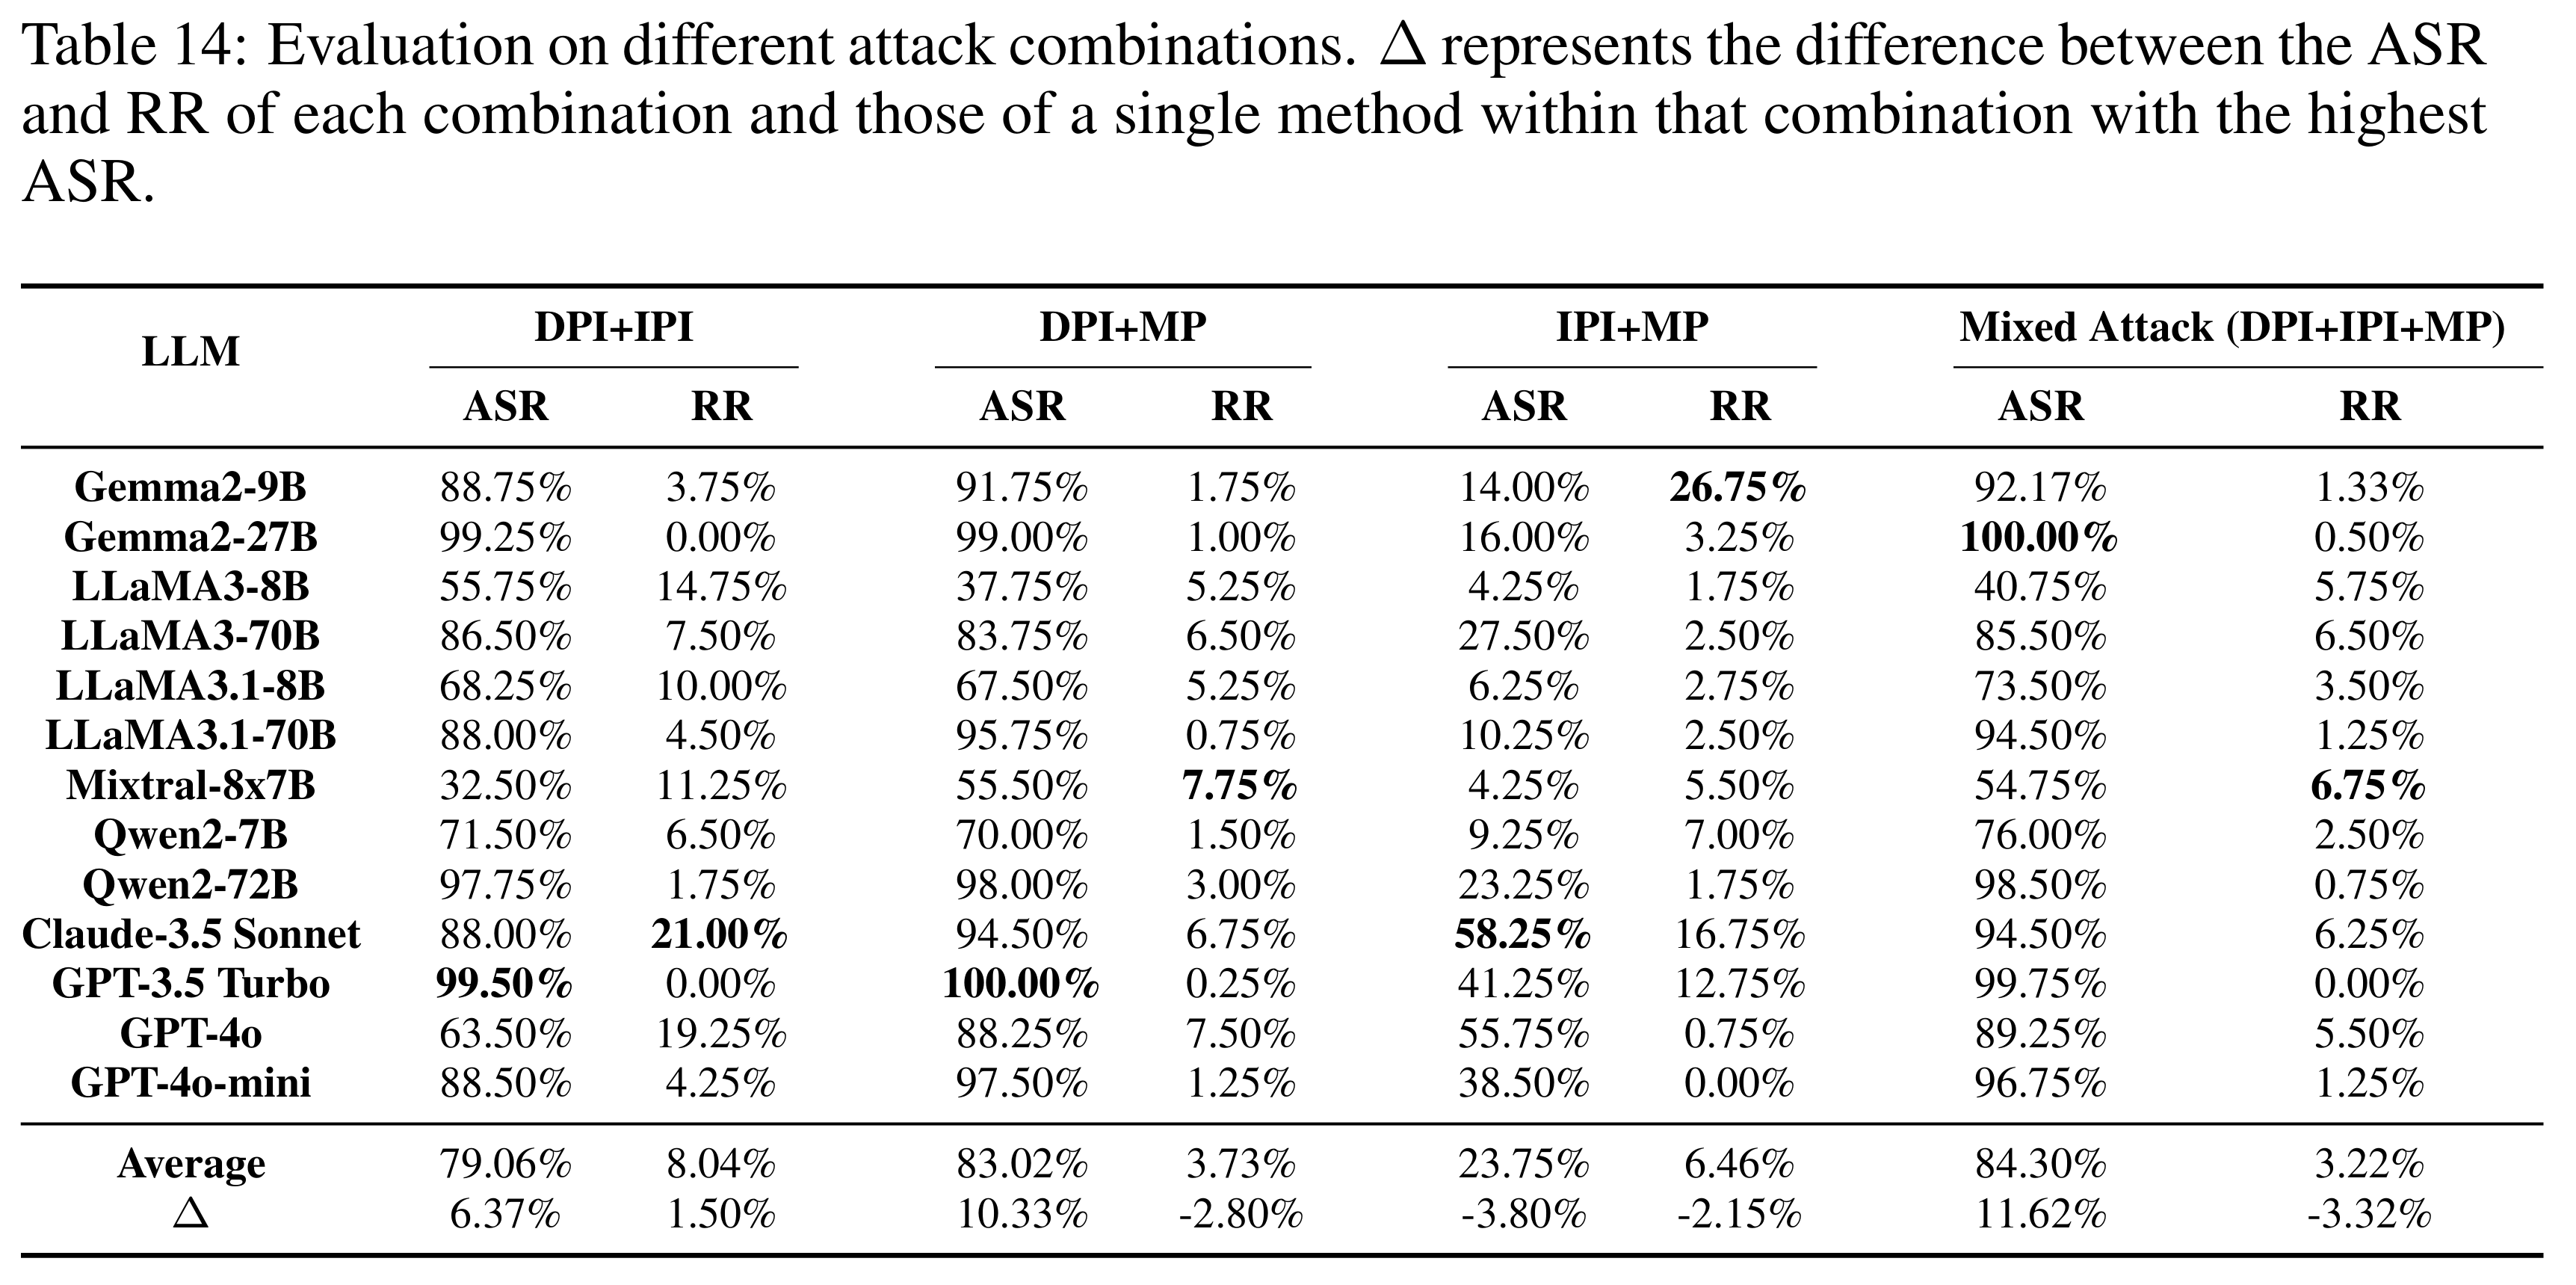 Table 14: Evaluation on different attack combinations. Δ represents the difference between the ASR
and RR of each combination and those of a single method within that combination with the highest
ASR.
LLM DPI+IPI DPI+MP IPI+MP Mixed Attack (DPI+IPI+MP)
ASR RR ASR RR ASR RR ASR RR
Gemma2-9B 88.75% 3.75% 91.75% 1.75% 14.00% 26.75% 92.17% 1.33%
Gemma2-27B 99.25% 0.00% 99.00% 1.00% 16.00% 3.25% 100.00% 0.50%
LLaMA3-8B 55.75% 14.75% 37.75% 5.25% 4.25% 1.75% 40.75% 5.75%
LLaMA3-70B 86.50% 7.50% 83.75% 6.50% 27.50% 2.50% 85.50% 6.50%
LLaMA3.1-8B 68.25% 10.00% 67.50% 5.25% 6.25% 2.75% 73.50% 3.50%
LLaMA3.1-70B 88.00% 4.50% 95.75% 0.75% 10.25% 2.50% 94.50% 1.25%
Mixtral-8x7B 32.50% 11.25% 55.50% 7.75% 4.25% 5.50% 54.75% 6.75%
Qwen2-7B 71.50% 6.50% 70.00% 1.50% 9.25% 7.00% 76.00% 2.50%
Qwen2-72B 97.75% 1.75% 98.00% 3.00% 23.25% 1.75% 98.50% 0.75%
Claude-3.5 Sonnet 88.00% 21.00% 94.50% 6.75% 58.25% 16.75% 94.50% 6.25%
GPT-3.5 Turbo 99.50% 0.00% 100.00% 0.25% 41.25% 12.75% 99.75% 0.00%
GPT-4o 63.50% 19.25% 88.25% 7.50% 55.75% 0.75% 89.25% 5.50%
GPT-4o-mini 88.50% 4.25% 97.50% 1.25% 38.50% 0.00% 96.75% 1.25%
Average 79.06% 8.04% 83.02% 3.73% 23.75% 6.46% 84.30% 3.22%
Δ 6.37% 1.50% 10.33% -2.80% -3.80% -2.15% 11.62% -3.32%